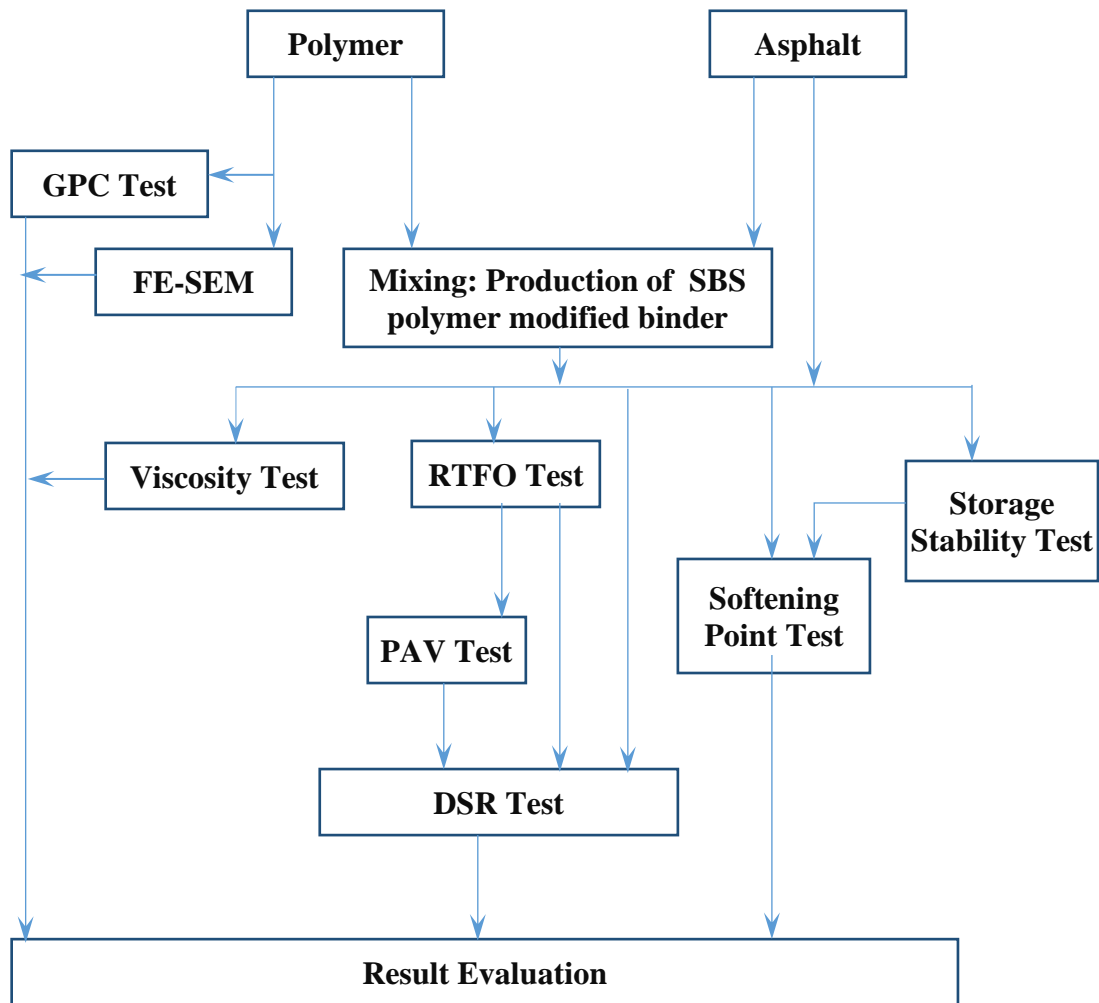 Polymer
Asphalt
GPC Test
FE-SEM
Mixing: Production of  SBS
polymer modified binder
Viscosity Test
RTFO Test
Storage
Stability Test
Softening
Point Test
PAV Test
DSR Test
Result Evaluation